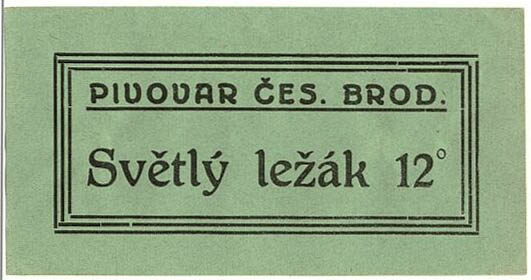 PIVOVAR ČES. BROD.
Světlý ležák 12°